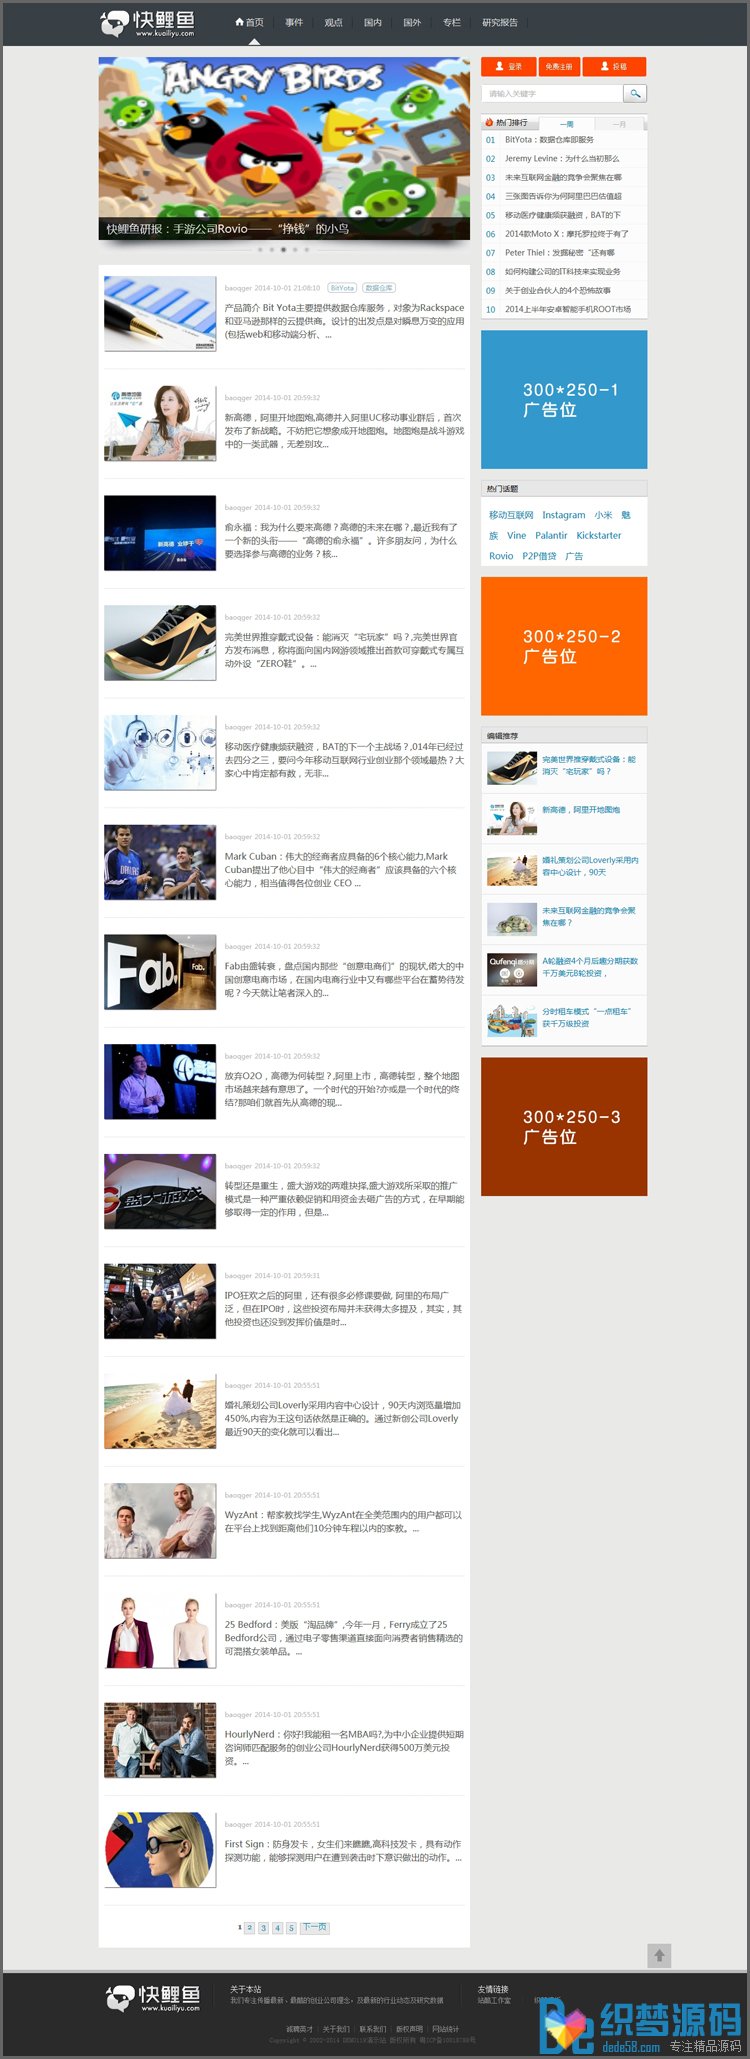 快鲤鱼
www.kuailiyu.com
首页 事件 观点 国内 国外 专栏 研究报告
ANGRY BIRDS
快鲤鱼研报：手游公司Rovio——“挣钱”的小鸟
登录 免费注册 投稿
请输入关键字
热门排行 一周 一月
01 BitYota：数据仓库即服务
02 Jeremy Levine：为什么当初那么
03 未来互联网金融的竞争会聚焦在哪
04 三张图告诉你为何阿里巴巴估值超
05 移动医疗健康频获融资，BAT的下
06 2014款Moto X：摩托罗拉终于有了
07 Peter Thiel：发掘秘密“还有哪
08 如何构建公司的IT科技来实现业务
09 关于创业合伙人的4个恐怖故事
10 2014上半年安卓智能手机ROOT市场
300*250-1
广告位
热门话题
移动互联网 Instagram 小米 魅
族 Vine Palantir Kickstarter
Rovio P2P借贷 广告
300*250-2
广告位
编辑推荐
完美世界推穿戴式设备：能
消灭“宅玩家”吗？
新高德，阿里开地图炮
婚礼策划公司Loverly采用内
容中心设计，90天
未来互联网金融的竞争会聚
焦在哪？
Qufenqi 趣分期
A轮融资4个月后趣分期获数
千万美元B轮投资，
分时租车模式“一点租车”
获千万级投资
300*250-3
广告位
baoqger 2014-10-01 21:08:10 BitYota 数据仓库
产品简介 Bit Yota主要提供数据仓库服务，对象为Rackspace
和亚马逊那样的云提供商。设计的出发点是对瞬息万变的应用
(包括web和移动端分析、...
baoqger 2014-10-01 20:59:32
新高德，阿里开地图炮,高德并入阿里UC移动事业群后，首次
发布了新战略。不妨把它想象成开地图炮。地图炮是战斗游戏
中的一类武器，无差别攻...
baoqger 2014-10-01 20:59:32
俞永福：我为什么要来高德？高德的未来在哪？,最近我有了
一个新的头衔——“高德的俞永福”。许多朋友问，为什么
要选择参与高德的业务？核...
baoqger 2014-10-01 20:59:32
完美世界推穿戴式设备：能消灭“宅玩家”吗？,完美世界官
方发布消息，称将面向国内网游领域推出首款可穿戴式专属互
动外设“ZERO鞋”。...
baoqger 2014-10-01 20:59:32
移动医疗健康频获融资，BAT的下一个主战场？,014年已经过
去四分之三，要问今年移动互联网行业创业那个领域最热？大
家心中肯定都有数，无非...
baoqger 2014-10-01 20:59:32
Mark Cuban：伟大的经商者应具备的6个核心能力,Mark
Cuban提出了他心目中“伟大的经商者”应该具备的六个核
心能力，相当值得各位创业 CEO ...
Fab.
baoqger 2014-10-01 20:59:32
Fab由盛转衰，盘点国内那些“创意电商们”的现状,偌大的中
国创意电商市场，在国内电商行业中又有哪些平台在蓄势待发
呢？今天就让笔者深入的...
baoqger 2014-10-01 20:59:32
放弃O2O，高德为何转型？,阿里上市，高德转型，整个地图
市场越来越有意思了。一个时代的开始?亦或是一个时代的终
结?那咱们就首先从高德的现...
baoqger 2014-10-01 20:59:32
转型还是重生，盛大游戏的两难抉择,盛大游戏所采取的推广
模式是一种严重依赖促销和用资金去砸广告的方式，在早期能
够取得一定的作用，但是...
baoqger 2014-10-01 20:59:31
IPO狂欢之后的阿里，还有很多必修课要做, 阿里的布局广
泛，但在IPO时，这些投资布局并未获得太多提及，其实，其
他投资也还没到发挥价值是时...
baoqger 2014-10-01 20:55:51
婚礼策划公司Loverly采用内容中心设计，90天内浏览量增加
450%,内容为王这句话依然是正确的。通过新创公司Loverly
最近90天的变化就可以看出...
baoqger 2014-10-01 20:55:51
WyzAnt：帮家教找学生,WyzAnt在全美范围内的用户都可以
在平台上找到距离他们10分钟车程以内的家教。...
baoqger 2014-10-01 20:55:51
25 Bedford：美版“淘品牌”,今年一月，Ferry成立了25
Bedford公司，通过电子零售渠道直接面向消费者销售精选的
可混搭女装单品。...
baoqger 2014-10-01 20:55:51
HourlyNerd：你好!我能租一名MBA吗?,为中小企业提供短期
咨询师匹配服务的创业公司HourlyNerd获得500万美元投
资。...
baoqger 2014-10-01 20:55:51
First Sign：防身发卡，女生们来瞧瞧,高科技发卡，具有动作
探测功能，能够探测用户在遭到袭击时下意识做出的动作。...
1 2 3 4 5 下一页
快鲤鱼
www.kuailiyu.com
关于本站
我们专注传播最新、最酷的创业公司理念，及最新的行业动态及研究数据
友情链接
站酷工作室
诚聘英才 | 关于我们 | 联系我们 | 版权声明 | 网站统计
织梦源码
dede58.com 专注精品源码